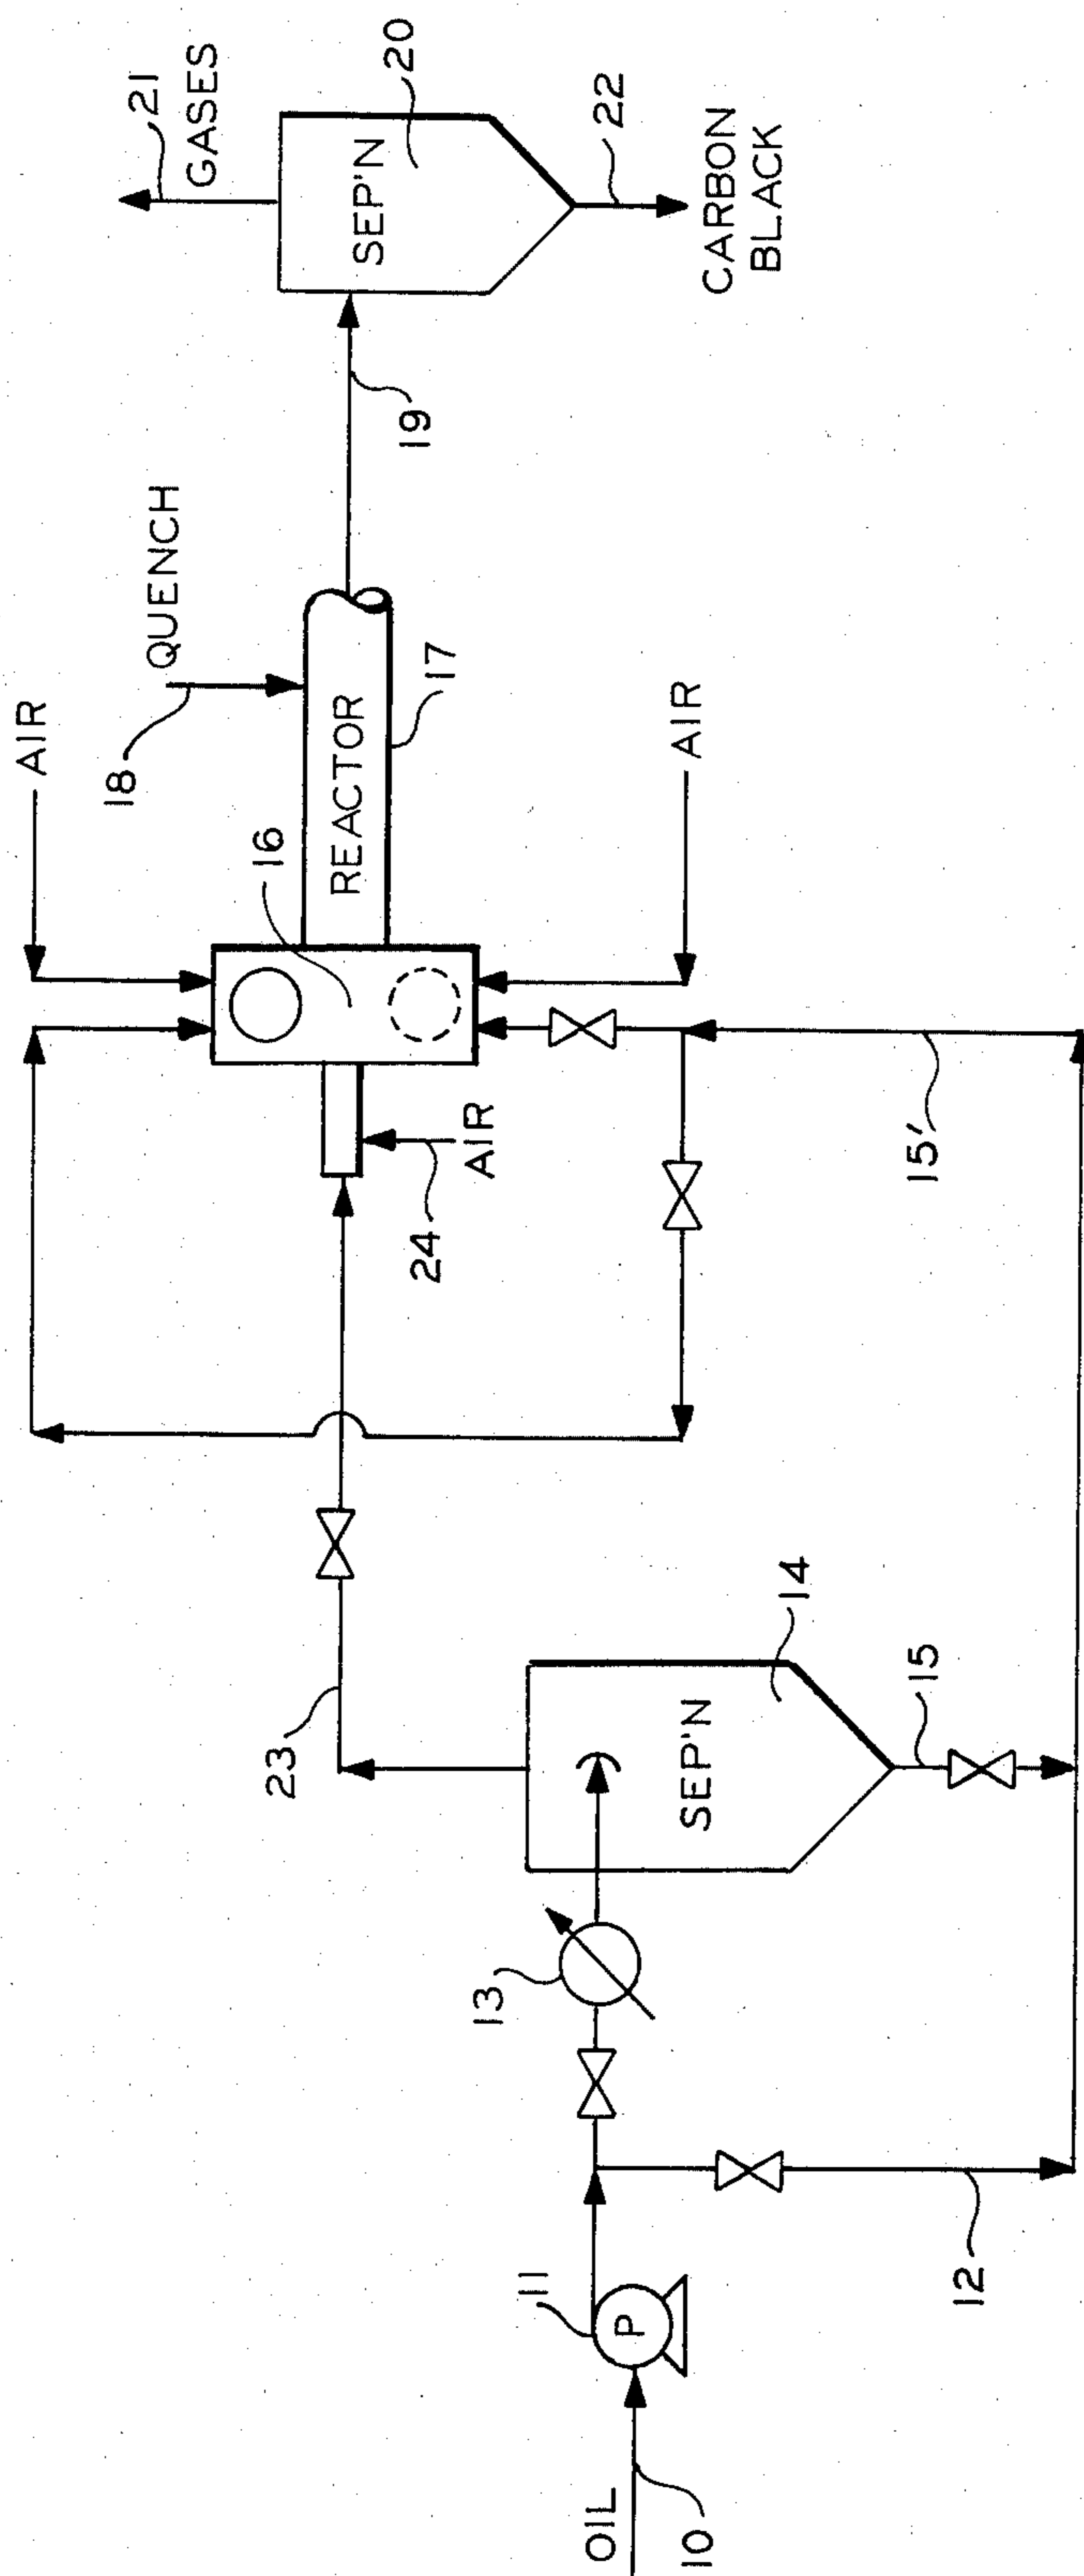 OIL
10
11
P
12
13
SEP'N
14
15
23
15'
24
AIR
AIR
AIR
16
REACTOR
17
18
QUENCH
19
SEP'N
20
21
GASES
22
CARBON
BLACK